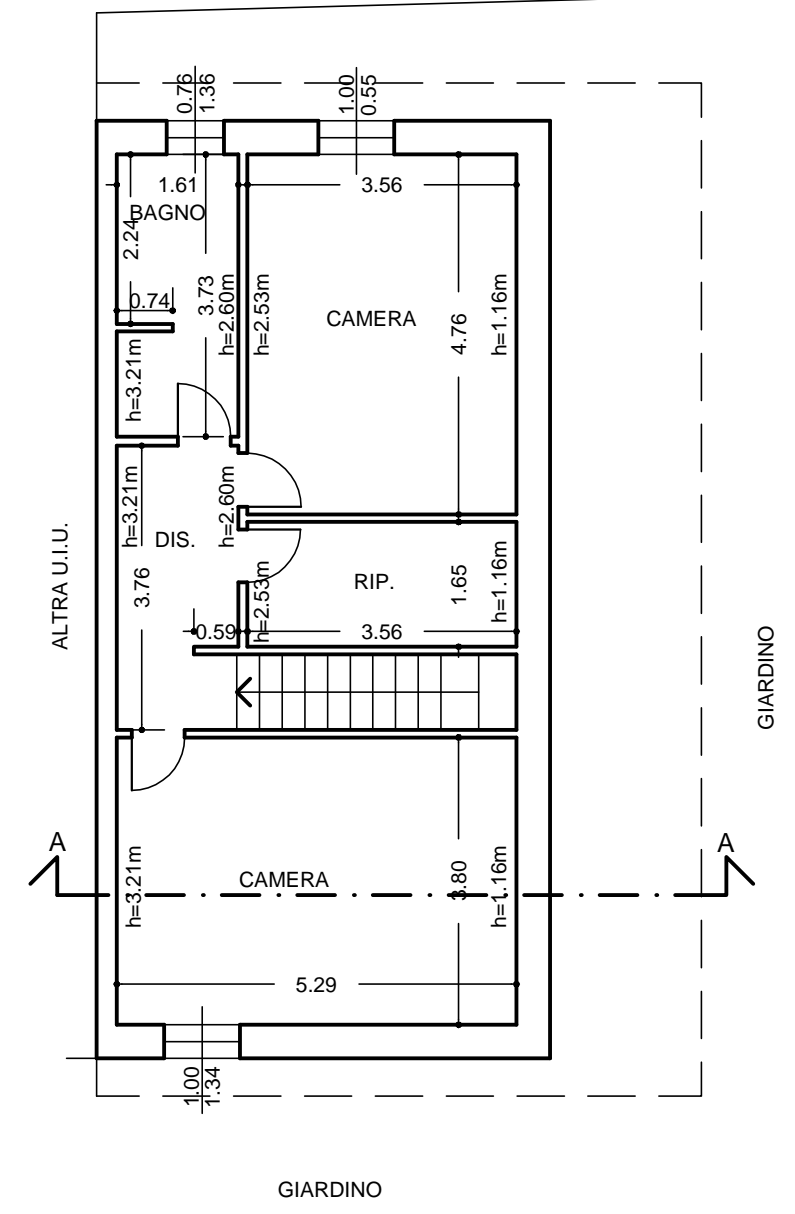 0.76
1.36
1.00
0.55
1.61
3.56
BAGNO
2.24
0.74
3.73
h=2.60m
h=2.53m
CAMERA
4.76
h=1.16m
h=3.21m
h=3.21m
h=2.60m
DIS.
3.76
ALTRA U.I.U.
h=2.53m
RIP.
1.65
h=1.16m
0.59
3.56
GIARDINO
A
A
h=3.21m
CAMERA
3.80
h=1.16m
5.29
1.00
1.34
GIARDINO